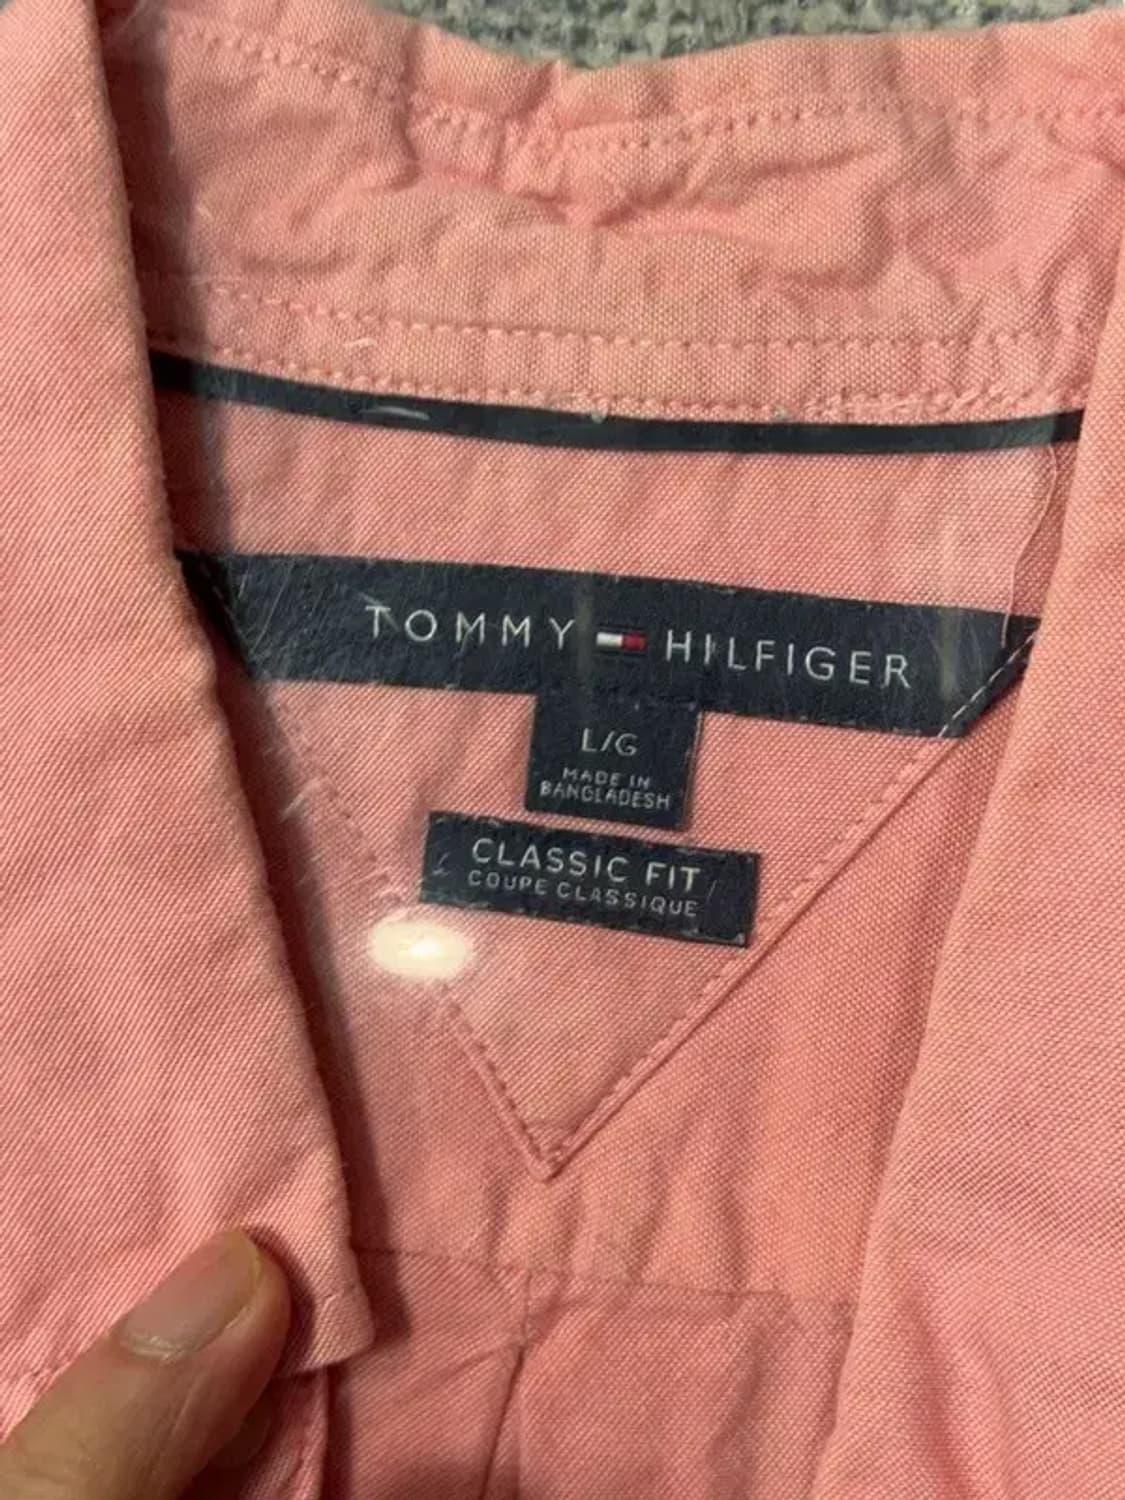 TOMMY HILFIGER
L/G
MADE IN
BANGLADESH
CLASSIC FIT
COUPE CLASSIQUE